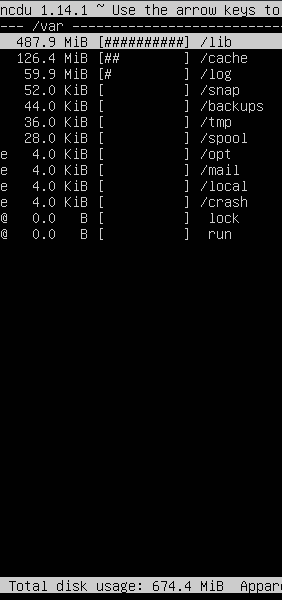 ncdu 1.14.1 ~ Use the arrow keys to
--- /var ---
487.9 MiB [##########] /lib
126.4 MiB [## ] /cache
59.9 MiB [# ] /log
52.0 KiB [ ] /snap
44.0 KiB [ ] /backups
36.0 KiB [ ] /tmp
28.0 KiB [ ] /spool
e 4.0 KiB [ ] /opt
e 4.0 KiB [ ] /mail
e 4.0 KiB [ ] /local
e 4.0 KiB [ ] /crash
@ 0.0 B [ ] lock
@ 0.0 B [ ] run
Total disk usage: 674.4 MiB Appare